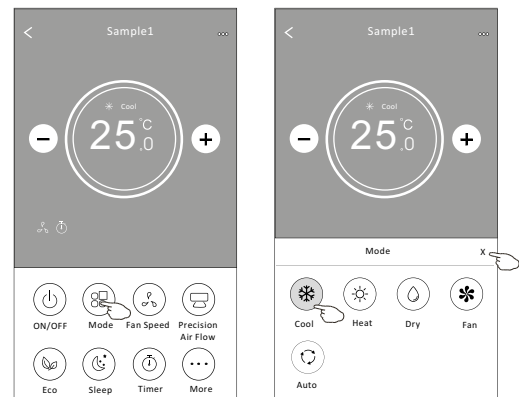 Sample1
Cool
25.0°C
ON/OFF Mode Fan Speed Precision Air Flow
Eco Sleep Timer More
Sample1
Cool
25.0°C
Mode X
Cool Heat Dry Fan
Auto